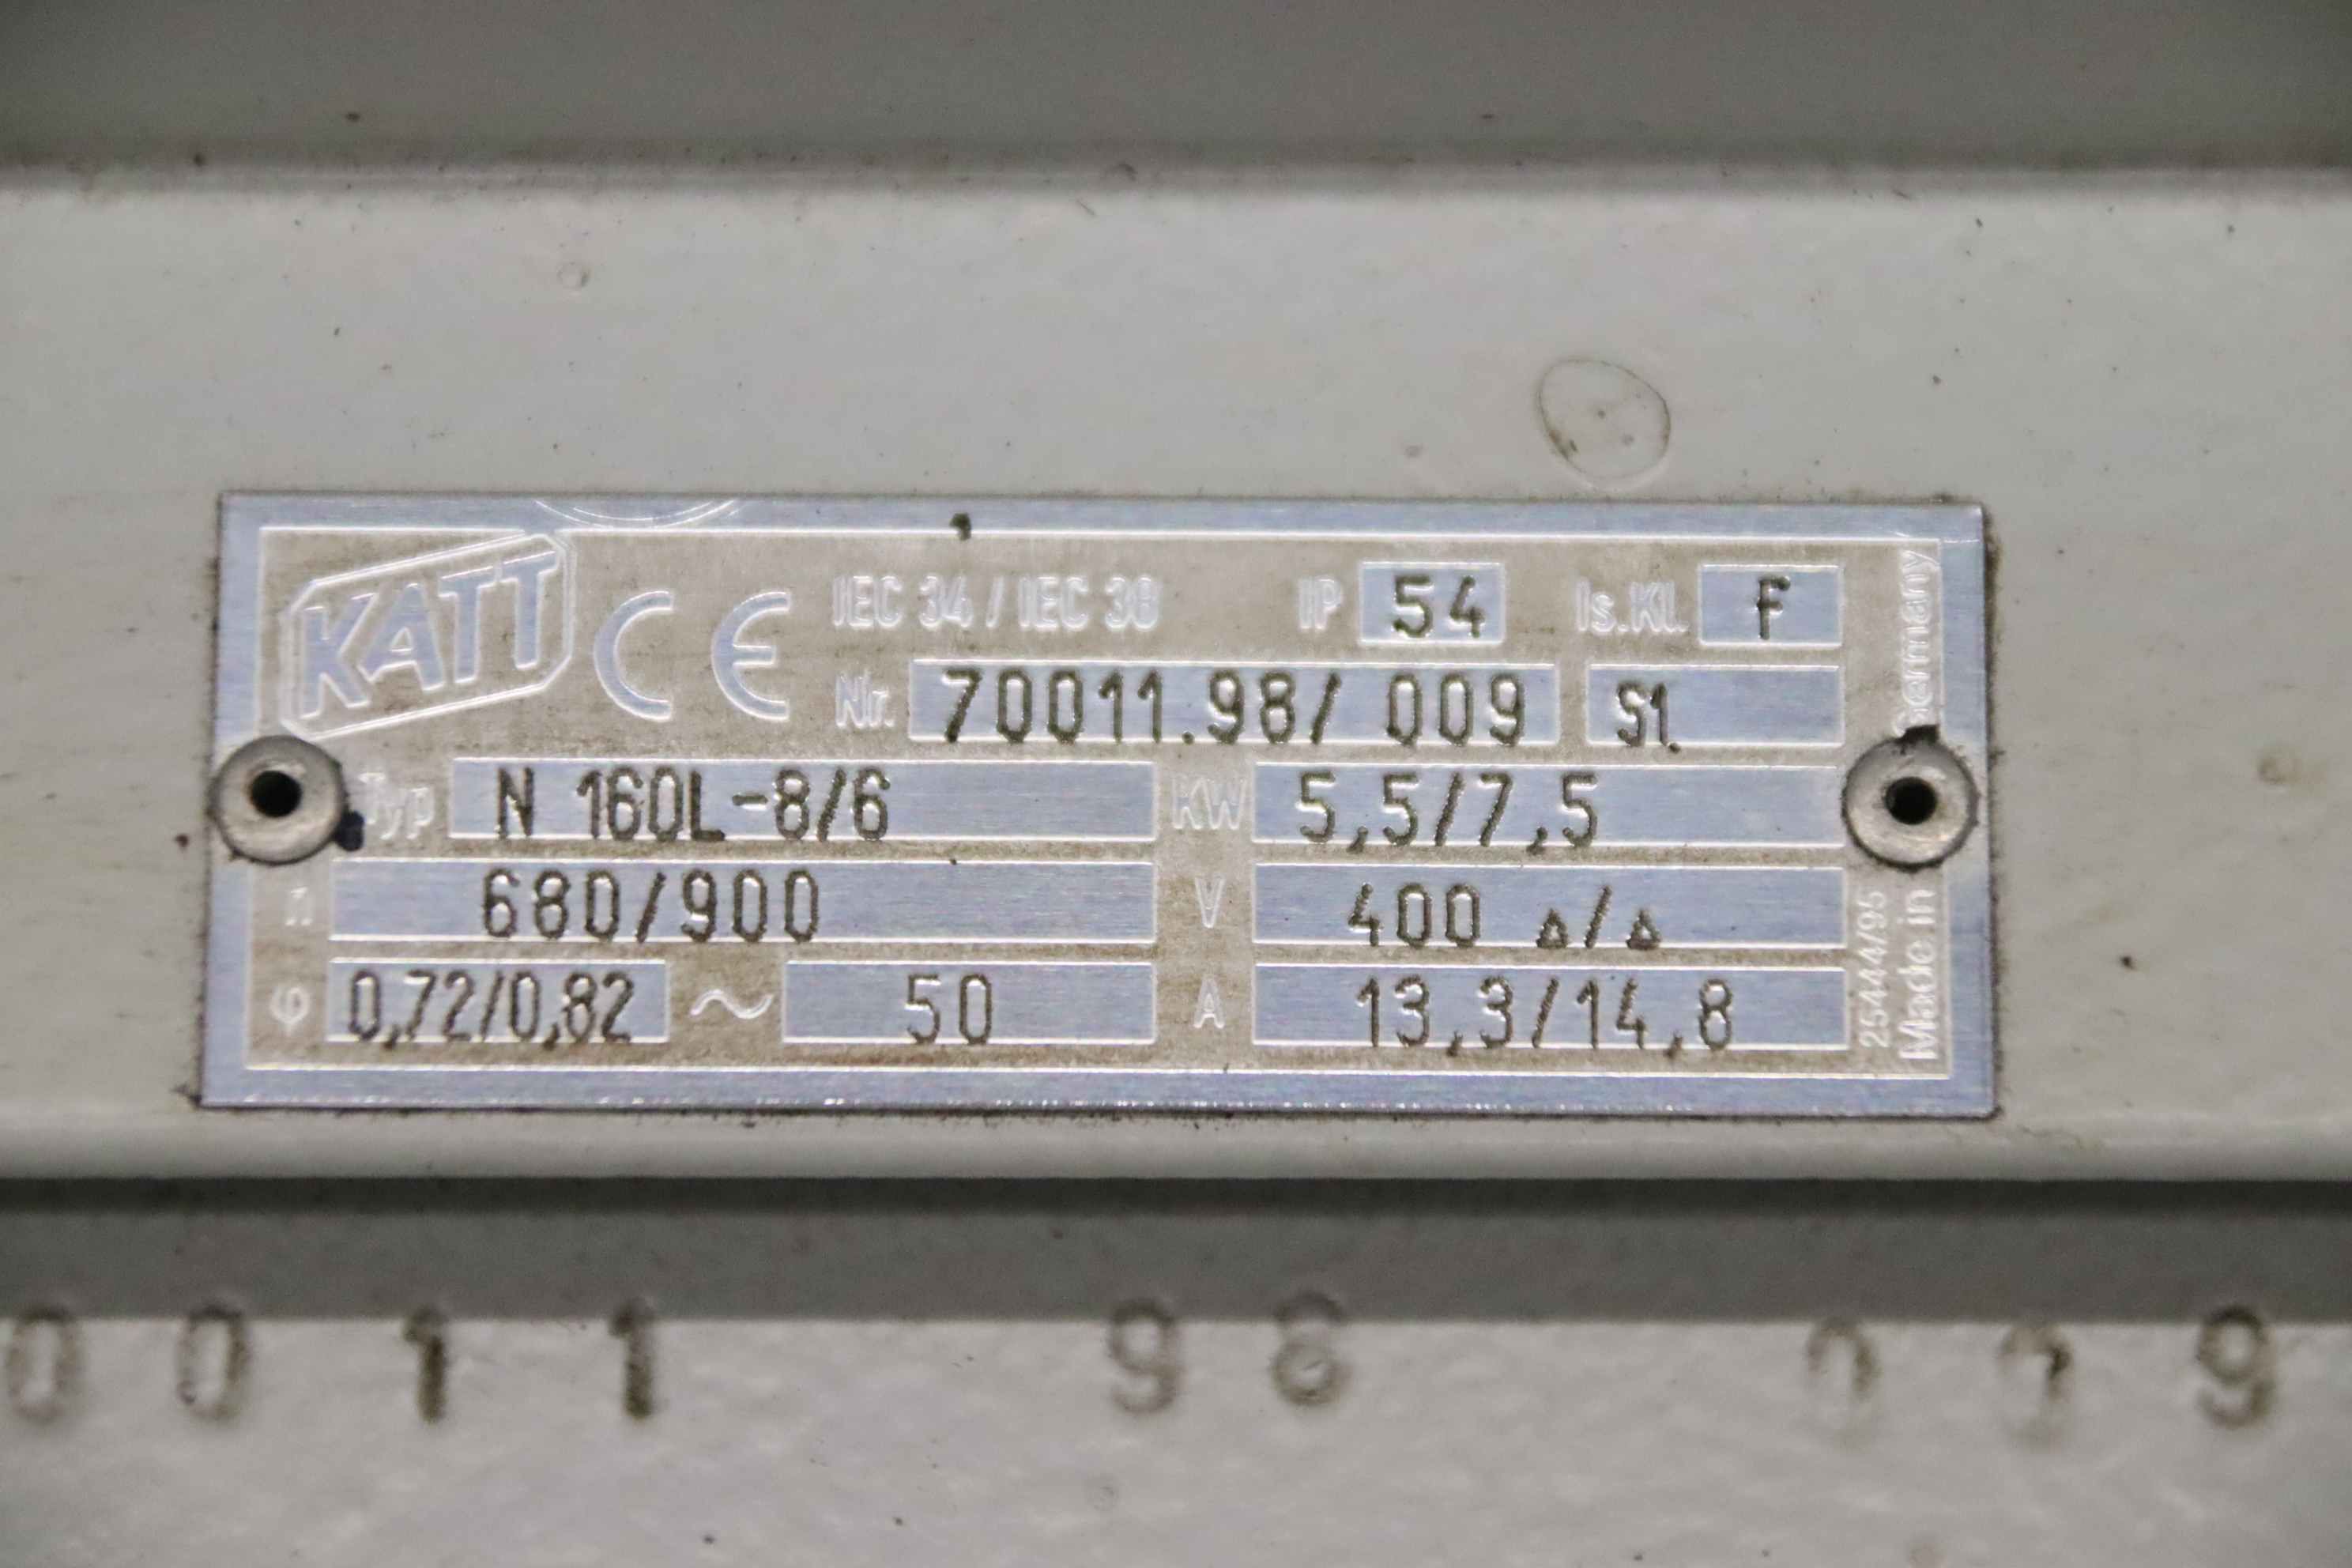 KATT CE IEC 34 / IEC 38 IP 54 Is.Kl. F
Nr. 70011.98/ 009 S1.
Typ N 160L-8/6 KW 5,5/7,5
n 680/900 V 400 Δ/Δ
φ 0,72/0,82 ~ 50 A 13,3/14,8
25444/95
Made in Germany
0011 98 009